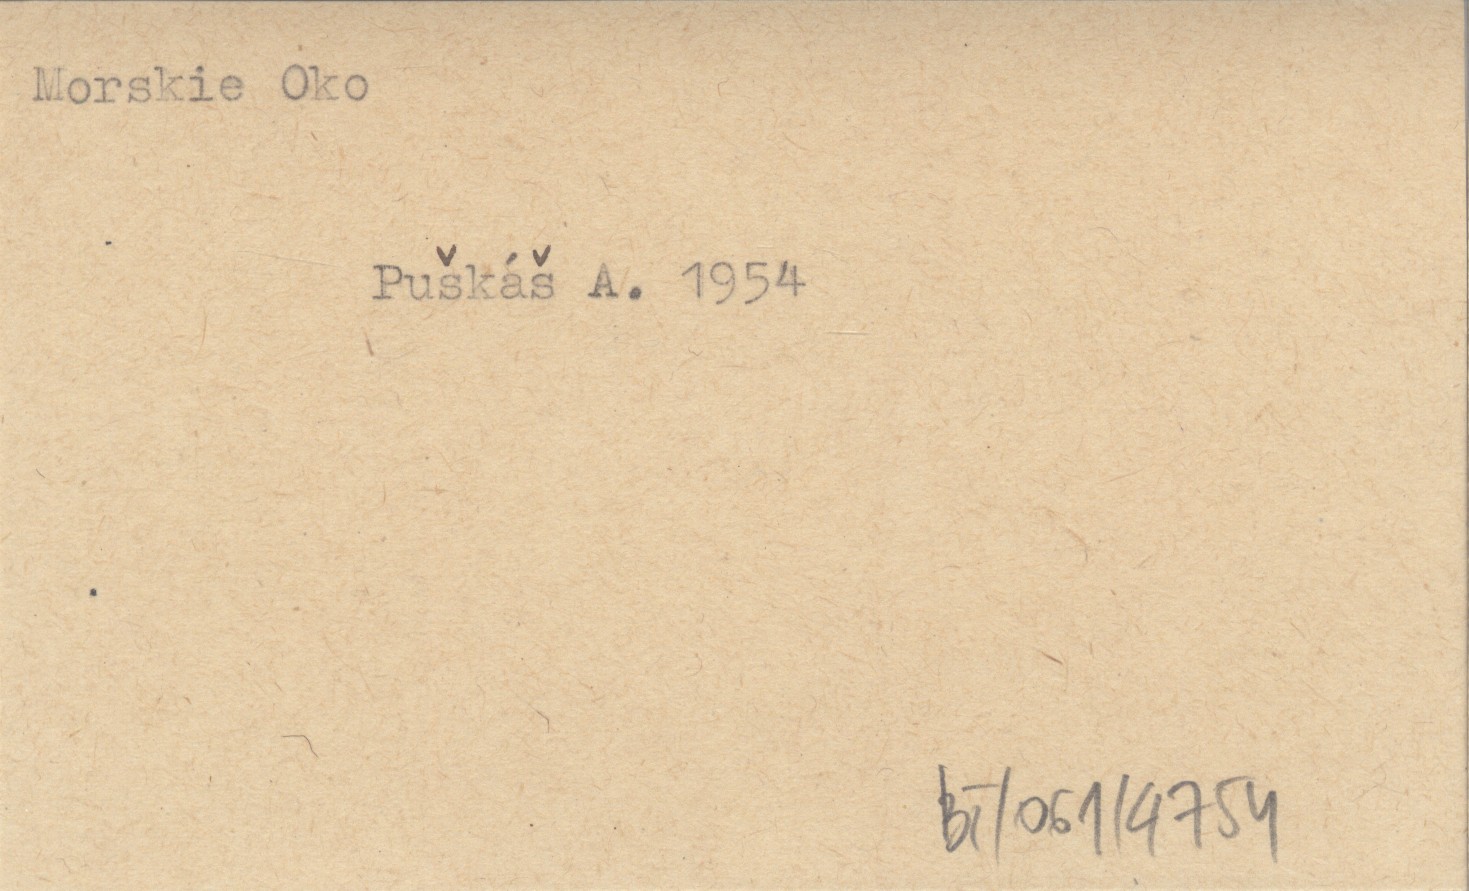 Morskie Oko
Puškáš A. 1954
BI/061/4754